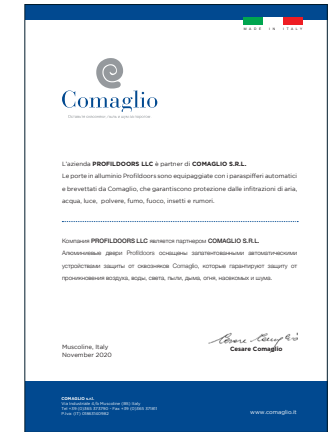 MADE IN ITALY
Comaglio
L'azienda PROFILDOORS LLC è partner di COMAGLIO S.R.L.
Le porte in alluminio Profildoors sono equipaggiate con i paraspifferi automatici
e brevettati da Comaglio, che garantiscono protezione dalle infiltrazioni di aria,
acqua, luce, polvere, fumo, fuoco, insetti e rumori.
Компания PROFILDOORS LLC является партнером COMAGLIO S.R.L.
Алюминиевые двери Profildoors оснащены запатентованными автоматическими
устройствами защиты от сквозняков Comaglio, которые гарантируют защиту от
проникновения воздуха, воды, света, пыли, дыма, огня, насекомых и шума.
Cesare Comaglio
Muscoline, Italy
Cesare Comaglio
November 2020
COMAGLIO s.r.l.
www.comaglio.it